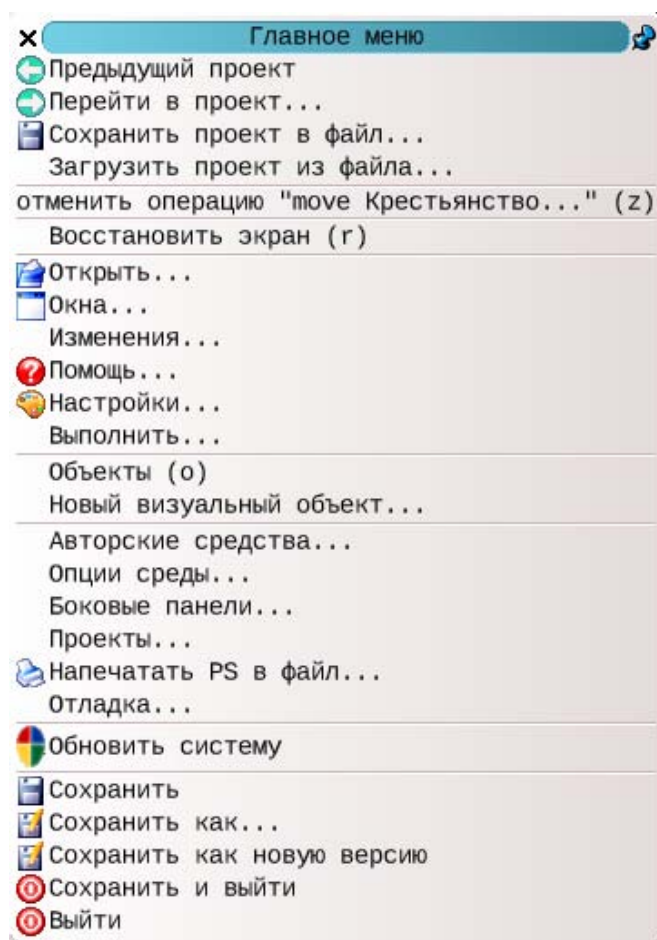 Главное меню
Предыдущий проект
Перейти в проект...
Сохранить проект в файл...
Загрузить проект из файла...
отменить операцию "move Крестьянство..." (z)
Восстановить экран (r)
Открыть...
Окна...
Изменения...
Помощь...
Настройки...
Выполнить...
Объекты (o)
Новый визуальный объект...
Авторские средства...
Опции среды...
Боковые панели...
Проекты...
Напечатать PS в файл...
Отладка...
Обновить систему
Сохранить
Сохранить как...
Сохранить как новую версию
Сохранить и выйти
Выйти